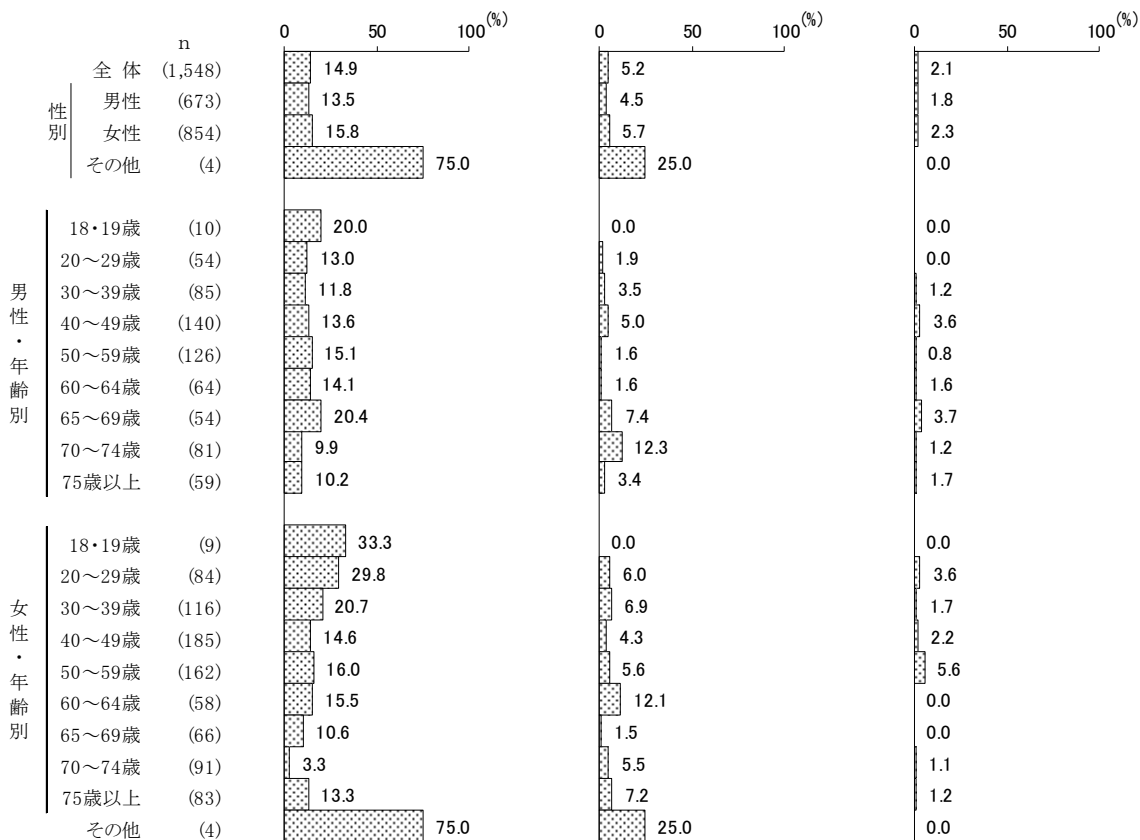 0 50 100(%) 0 50 100(%) 0 50 100(%)
n
全 体 (1,548) 14.9 5.2 2.1
性別
男性 (673) 13.5 4.5 1.8
女性 (854) 15.8 5.7 2.3
その他 (4) 75.0 25.0 0.0
男性・年齢別
18・19歳 (10) 20.0 0.0 0.0
20～29歳 (54) 13.0 1.9 0.0
30～39歳 (85) 11.8 3.5 1.2
40～49歳 (140) 13.6 5.0 3.6
50～59歳 (126) 15.1 1.6 0.8
60～64歳 (64) 14.1 1.6 1.6
65～69歳 (54) 20.4 7.4 3.7
70～74歳 (81) 9.9 12.3 1.2
75歳以上 (59) 10.2 3.4 1.7
女性・年齢別
18・19歳 (9) 33.3 0.0 0.0
20～29歳 (84) 29.8 6.0 3.6
30～39歳 (116) 20.7 6.9 1.7
40～49歳 (185) 14.6 4.3 2.2
50～59歳 (162) 16.0 5.6 5.6
60～64歳 (58) 15.5 12.1 0.0
65～69歳 (66) 10.6 1.5 0.0
70～74歳 (91) 3.3 5.5 1.1
75歳以上 (83) 13.3 7.2 1.2
その他 (4) 75.0 25.0 0.0